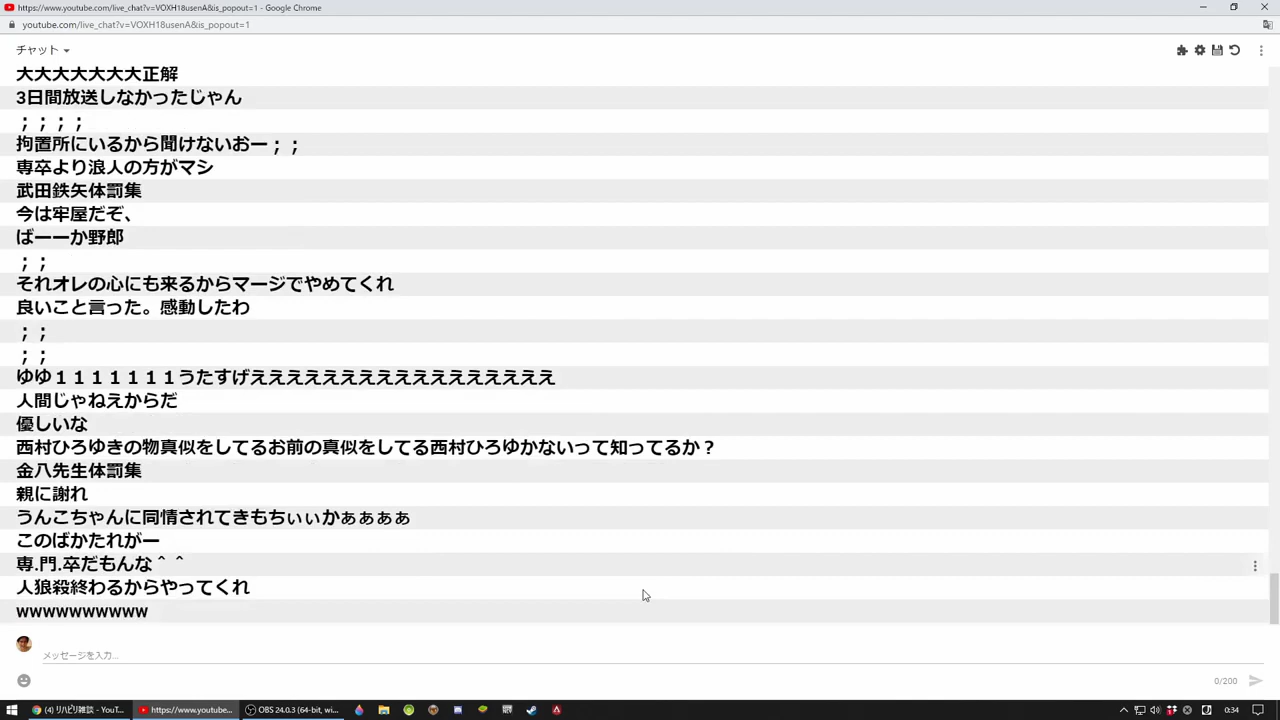 https://www.youtube.com/live_chat?v=VOXH18usenA&is_popout=1 - Google Chrome
youtube.com/live_chat?v=VOXH18usenA&is_popout=1
チャット
大大大大大大大正解
3日間放送しなかったじゃん
；；；；
拘置所にいるから聞けないおー；；
専卒より浪人の方がマシ
武田鉄矢体罰集
今は牢屋だぞ、
ばーーか野郎
；；
それオレの心にも来るからマージでやめてくれ
良いこと言った。感動したわ
；；
；；
ゆゆ１１１１１１１うたすげえええええええええええええええええ
人間じゃねえからだ
優しいな
西村ひろゆきの物真似をしてるお前の真似をしてる西村ひろゆかないって知ってるか？
金八先生体罰集
親に謝れ
うんこちゃんに同情されてきもちぃぃかぁぁぁぁ
このばかたれがー
専.門.卒だもんな＾＾
人狼殺終わるからやってくれ
wwwwwwwwww
メッセージを入力...
0/200
(4) リハビリ雑談 - YouT...
https://www.youtube...
OBS 24.0.3 (64-bit, wi...
0:34